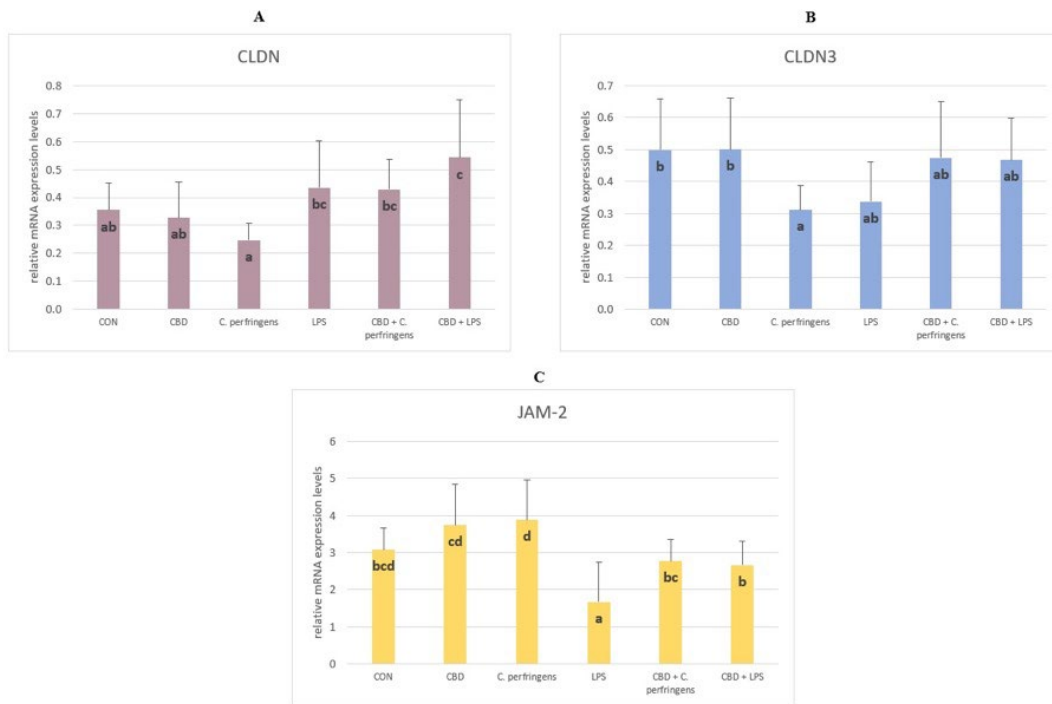 A
CLDN
relative mRNA expression levels
0.8
0.7
0.6
0.5
0.4
0.3
0.2
0.1
0.0
ab
ab
a
bc
bc
c
CON
CBD
C. perfringens
LPS
CBD + C.
perfringens
CBD + LPS
B
CLDN3
relative mRNA expression levels
0.7
0.6
0.5
0.4
0.3
0.2
0.1
0.0
b
b
a
ab
ab
ab
CON
CBD
C. perfringens
LPS
CBD + C.
perfringens
CBD + LPS
C
JAM-2
relative mRNA expression levels
6
5
4
3
2
1
0
bcd
cd
d
a
bc
b
CON
CBD
C. perfringens
LPS
CBD + C.
perfringens
CBD + LPS